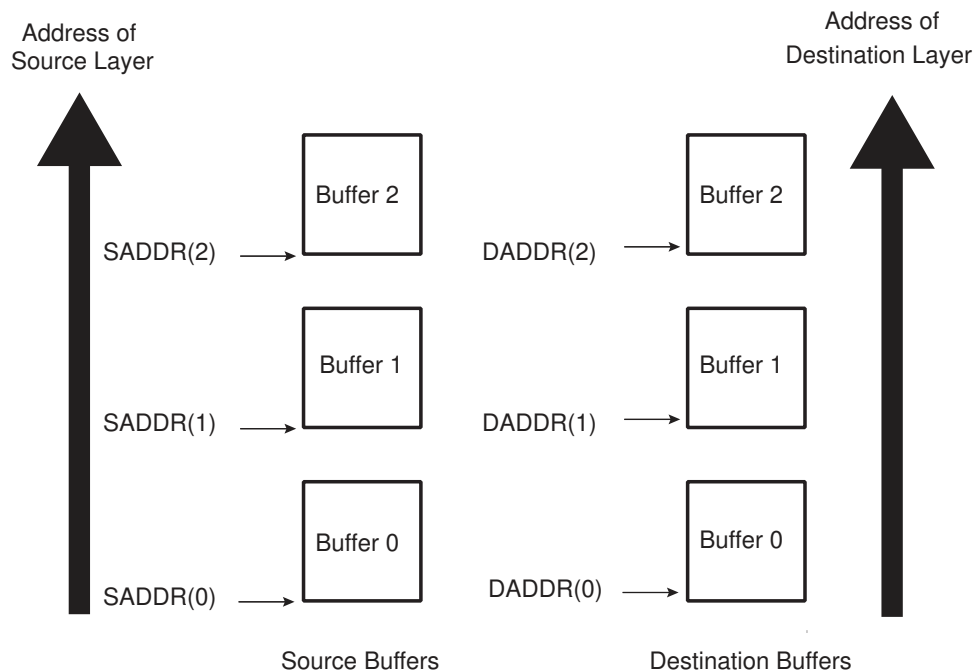 Address of
Source Layer
Address of
Destination Layer
Buffer 2
Buffer 2
SADDR(2)
DADDR(2)
Buffer 1
Buffer 1
SADDR(1)
DADDR(1)
Buffer 0
Buffer 0
SADDR(0)
DADDR(0)
Source Buffers
Destination Buffers